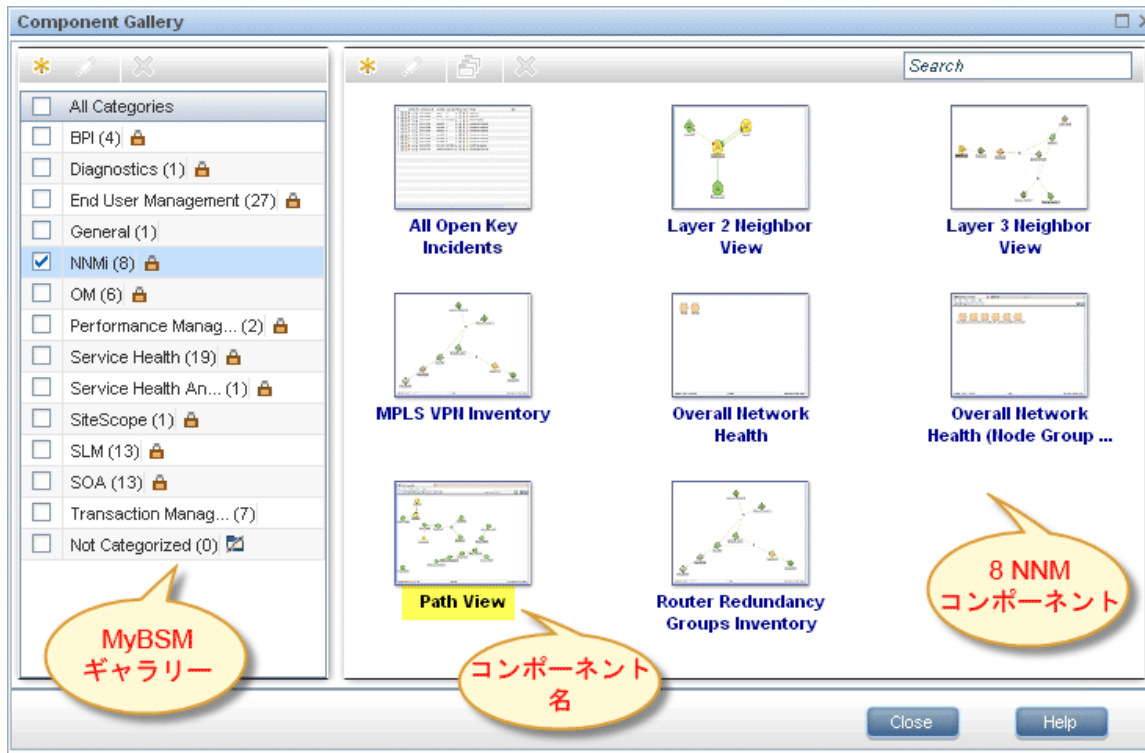 Component Gallery
Search
All Categories
BPI (4)
Diagnostics (1)
End User Management (27)
General (1)
NNMi (8)
OM (6)
Performance Manag... (2)
Service Health (19)
Service Health An... (1)
SiteScope (1)
SLM (13)
SOA (13)
Transaction Manag... (7)
Not Categorized (0)
MyBSM
ギャラリー
All Open Key
Incidents
Layer 2 Neighbor
View
Layer 3 Neighbor
View
MPLS VPN Inventory
Overall Network
Health
Overall Network
Health (Node Group ...
Path View
Router Redundancy
Groups Inventory
8 NNM
コンポーネント
コンポーネント
名
Close
Help